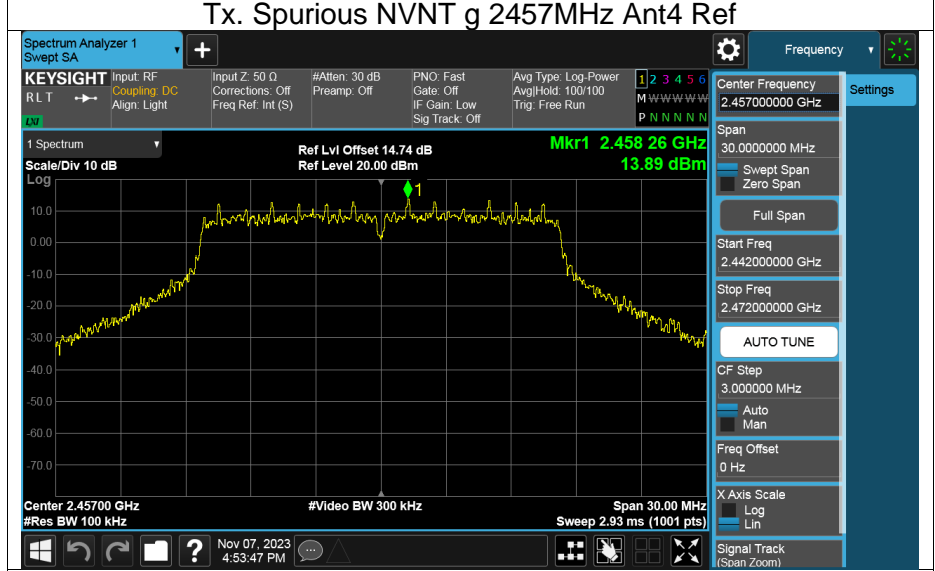 Tx. Spurious NVNT g 2457MHz Ant4 Ref
Spectrum Analyzer 1
Swept SA
+
Frequency
KEYSIGHT
R L T
LXI
Input: RF
Coupling: DC
Align: Light
Input Z: 50 Ω
Corrections: Off
Freq Ref: Int (S)
#Atten: 30 dB
Preamp: Off
PNO: Fast
Gate: Off
IF Gain: Low
Sig Track: Off
Avg Type: Log-Power
Avg|Hold: 100/100
Trig: Free Run
1 2 3 4 5 6
M W W W W W
P N N N N N
1 Spectrum
Scale/Div 10 dB
Log
Ref Lvl Offset 14.74 dB
Ref Level 20.00 dBm
Mkr1 2.458 26 GHz
13.89 dBm
1
10.0
0.00
-10.0
-20.0
-30.0
-40.0
-50.0
-60.0
-70.0
Center 2.45700 GHz
#Res BW 100 kHz
#Video BW 300 kHz
Span 30.00 MHz
Sweep 2.93 ms (1001 pts)
Center Frequency
2.457000000 GHz
Settings
Span
30.0000000 MHz
Swept Span
Zero Span
Full Span
Start Freq
2.442000000 GHz
Stop Freq
2.472000000 GHz
AUTO TUNE
CF Step
3.000000 MHz
Auto
Man
Freq Offset
0 Hz
X Axis Scale
Log
Lin
Signal Track
(Span Zoom)
?
Nov 07, 2023
4:53:47 PM